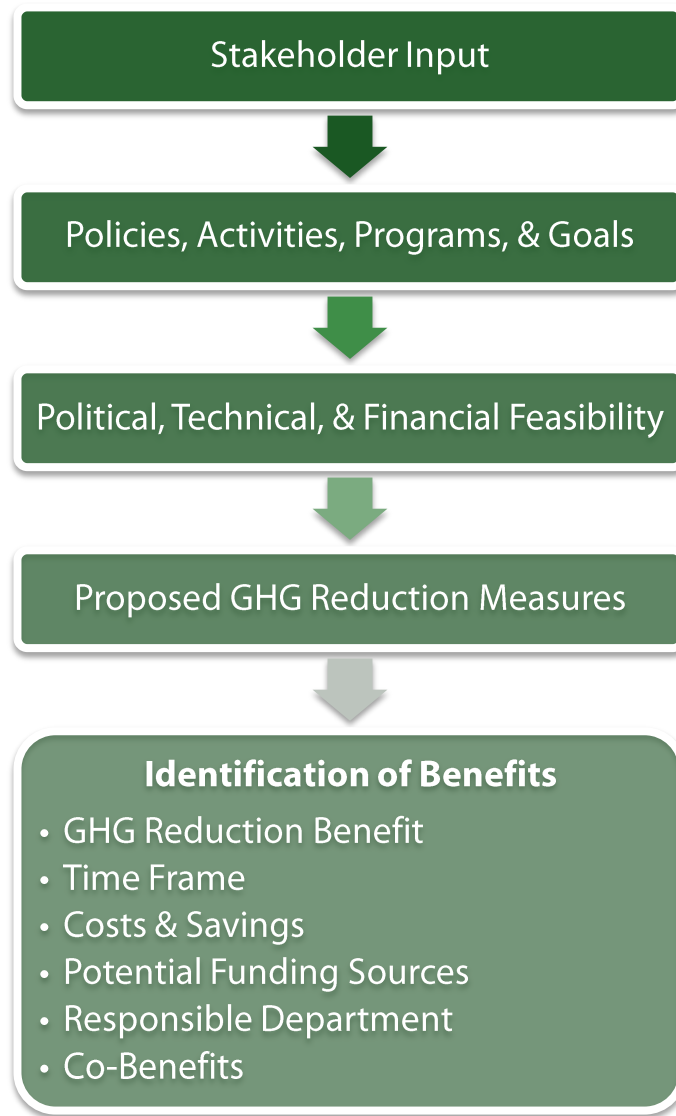 Stakeholder Input
Policies, Activities, Programs, & Goals
Political, Technical, & Financial Feasibility
Proposed GHG Reduction Measures
Identification of Benefits
• GHG Reduction Benefit
• Time Frame
• Costs & Savings
• Potential Funding Sources
• Responsible Department
• Co-Benefits